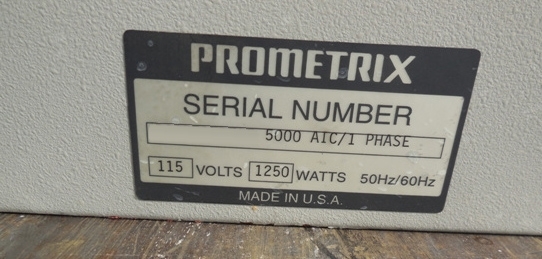 PROMETRIX
SERIAL NUMBER
5000 AIC/1 PHASE
115 VOLTS 1250 WATTS 50Hz/60Hz
MADE IN U.S.A.